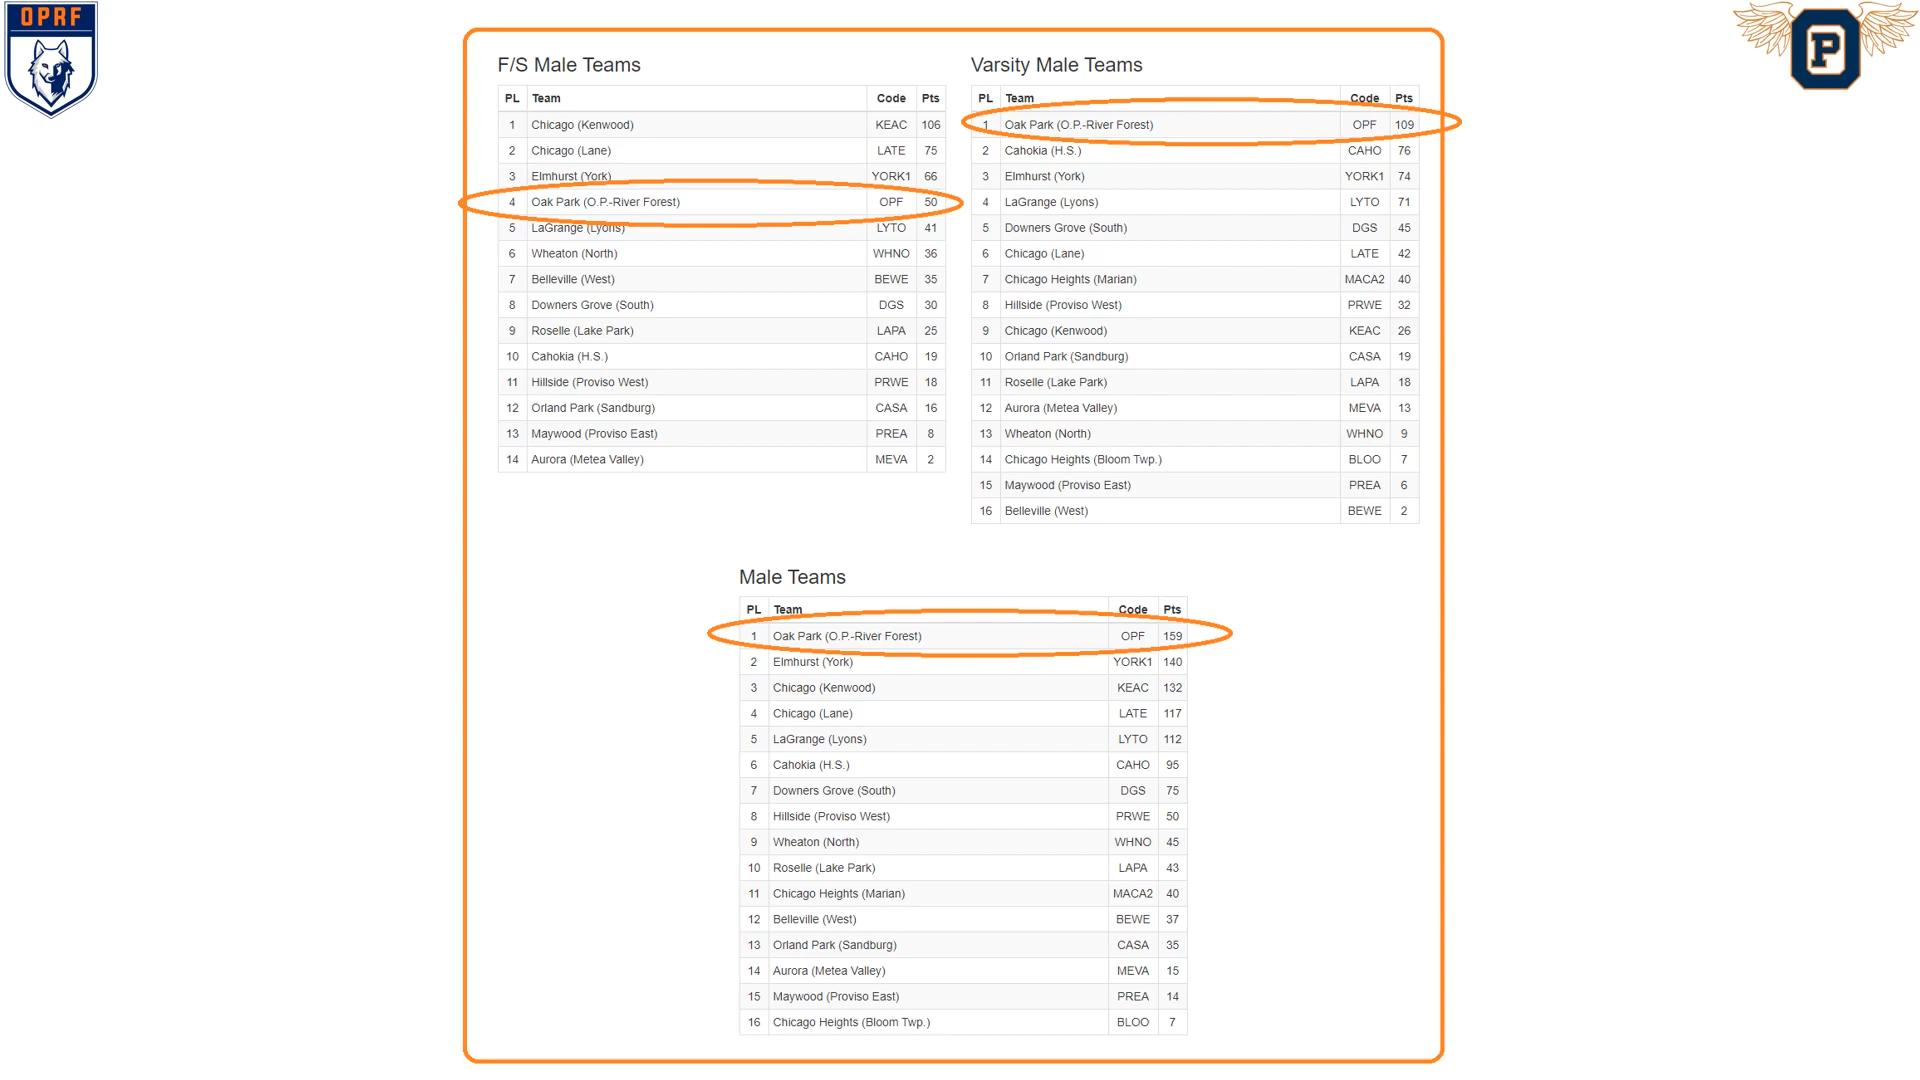 OPRF
P
F/S Male Teams
PL Team Code Pts
1 Chicago (Kenwood) KEAC 106
2 Chicago (Lane) LATE 75
3 Elmhurst (York) YORK1 66
4 Oak Park (O.P.-River Forest) OPF 50
5 LaGrange (Lyons) LYTO 41
6 Wheaton (North) WHNO 36
7 Belleville (West) BEWE 35
8 Downers Grove (South) DGS 30
9 Roselle (Lake Park) LAPA 25
10 Cahokia (H.S.) CAHO 19
11 Hillside (Proviso West) PRWE 18
12 Orland Park (Sandburg) CASA 16
13 Maywood (Proviso East) PREA 8
14 Aurora (Metea Valley) MEVA 2
Varsity Male Teams
PL Team Code Pts
1 Oak Park (O.P.-River Forest) OPF 109
2 Cahokia (H.S.) CAHO 76
3 Elmhurst (York) YORK1 74
4 LaGrange (Lyons) LYTO 71
5 Downers Grove (South) DGS 45
6 Chicago (Lane) LATE 42
7 Chicago Heights (Marian) MACA2 40
8 Hillside (Proviso West) PRWE 32
9 Chicago (Kenwood) KEAC 26
10 Orland Park (Sandburg) CASA 19
11 Roselle (Lake Park) LAPA 18
12 Aurora (Metea Valley) MEVA 13
13 Wheaton (North) WHNO 9
14 Chicago Heights (Bloom Twp.) BLOO 7
15 Maywood (Proviso East) PREA 6
16 Belleville (West) BEWE 2
Male Teams
PL Team Code Pts
1 Oak Park (O.P.-River Forest) OPF 159
2 Elmhurst (York) YORK1 140
3 Chicago (Kenwood) KEAC 132
4 Chicago (Lane) LATE 117
5 LaGrange (Lyons) LYTO 112
6 Cahokia (H.S.) CAHO 95
7 Downers Grove (South) DGS 75
8 Hillside (Proviso West) PRWE 50
9 Wheaton (North) WHNO 45
10 Roselle (Lake Park) LAPA 43
11 Chicago Heights (Marian) MACA2 40
12 Belleville (West) BEWE 37
13 Orland Park (Sandburg) CASA 35
14 Aurora (Metea Valley) MEVA 15
15 Maywood (Proviso East) PREA 14
16 Chicago Heights (Bloom Twp.) BLOO 7